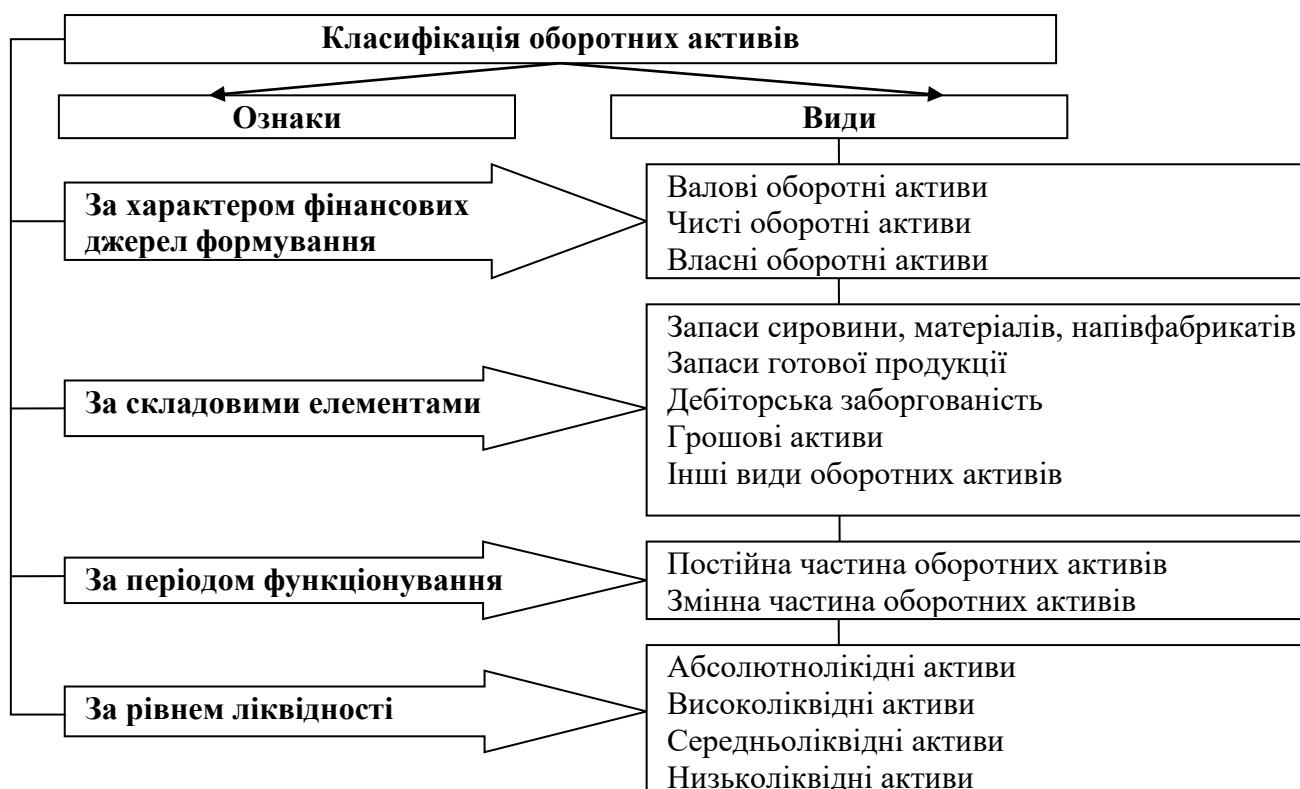 Класифікація оборотних активів
Ознаки
Види
За характером фінансових
джерел формування
Валові оборотні активи
Чисті оборотні активи
Власні оборотні активи
За складовими елементами
Запаси сировини, матеріалів, напівфабрикатів
Запаси готової продукції
Дебіторська заборгованість
Грошові активи
Інші види оборотних активів
За періодом функціонування
Постійна частина оборотних активів
Змінна частина оборотних активів
За рівнем ліквідності
Абсолютнолікідні активи
Високоліквідні активи
Середньоліквідні активи
Низьколіквідні активи